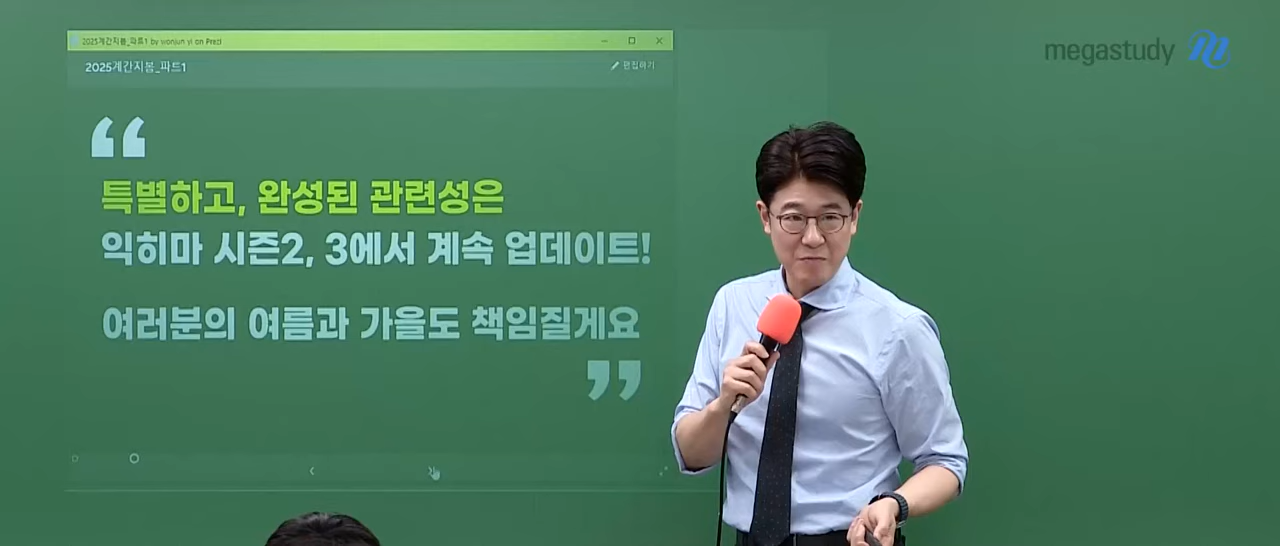 2025계간지봄_파트1 by wonjun yi on Prezi
megastudy
2025계간지봄_파트1
편집하기
“
특별하고, 완성된 관련성은
익히마 시즌2, 3에서 계속 업데이트!
여러분의 여름과 가을도 책임질게요
”